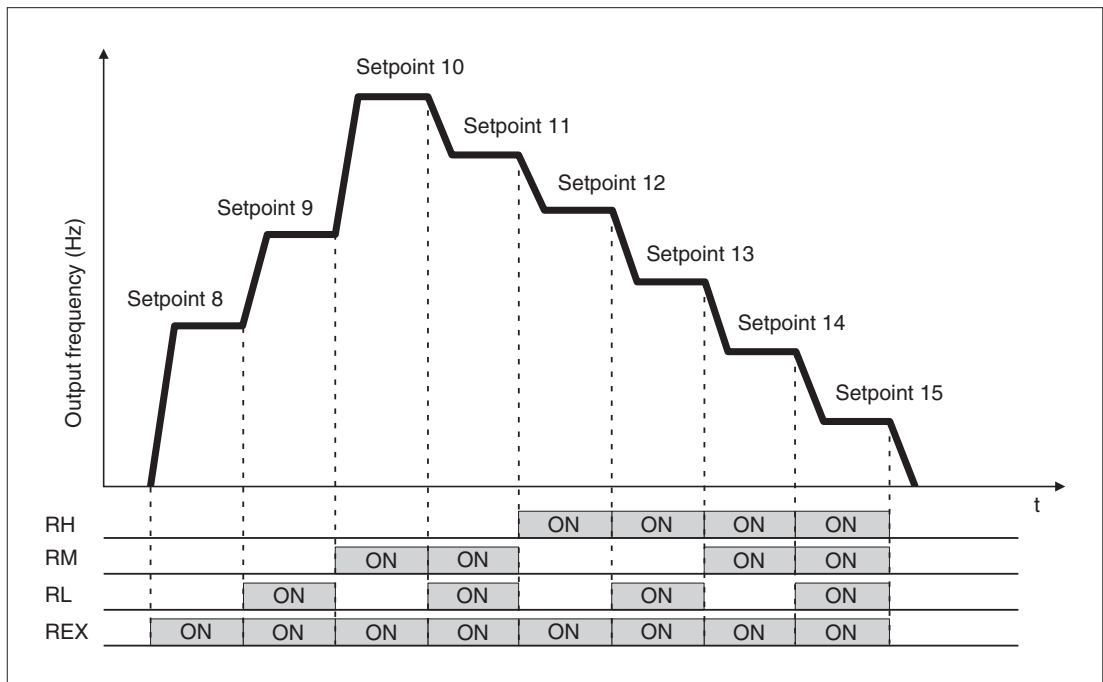 Setpoint 10
Setpoint 11
Setpoint 12
Setpoint 9
Setpoint 13
Setpoint 8
Setpoint 14
Setpoint 15
Output frequency (Hz)
t
RH ON ON ON ON
RM ON ON ON ON
RL ON ON ON ON
REX ON ON ON ON ON ON ON ON